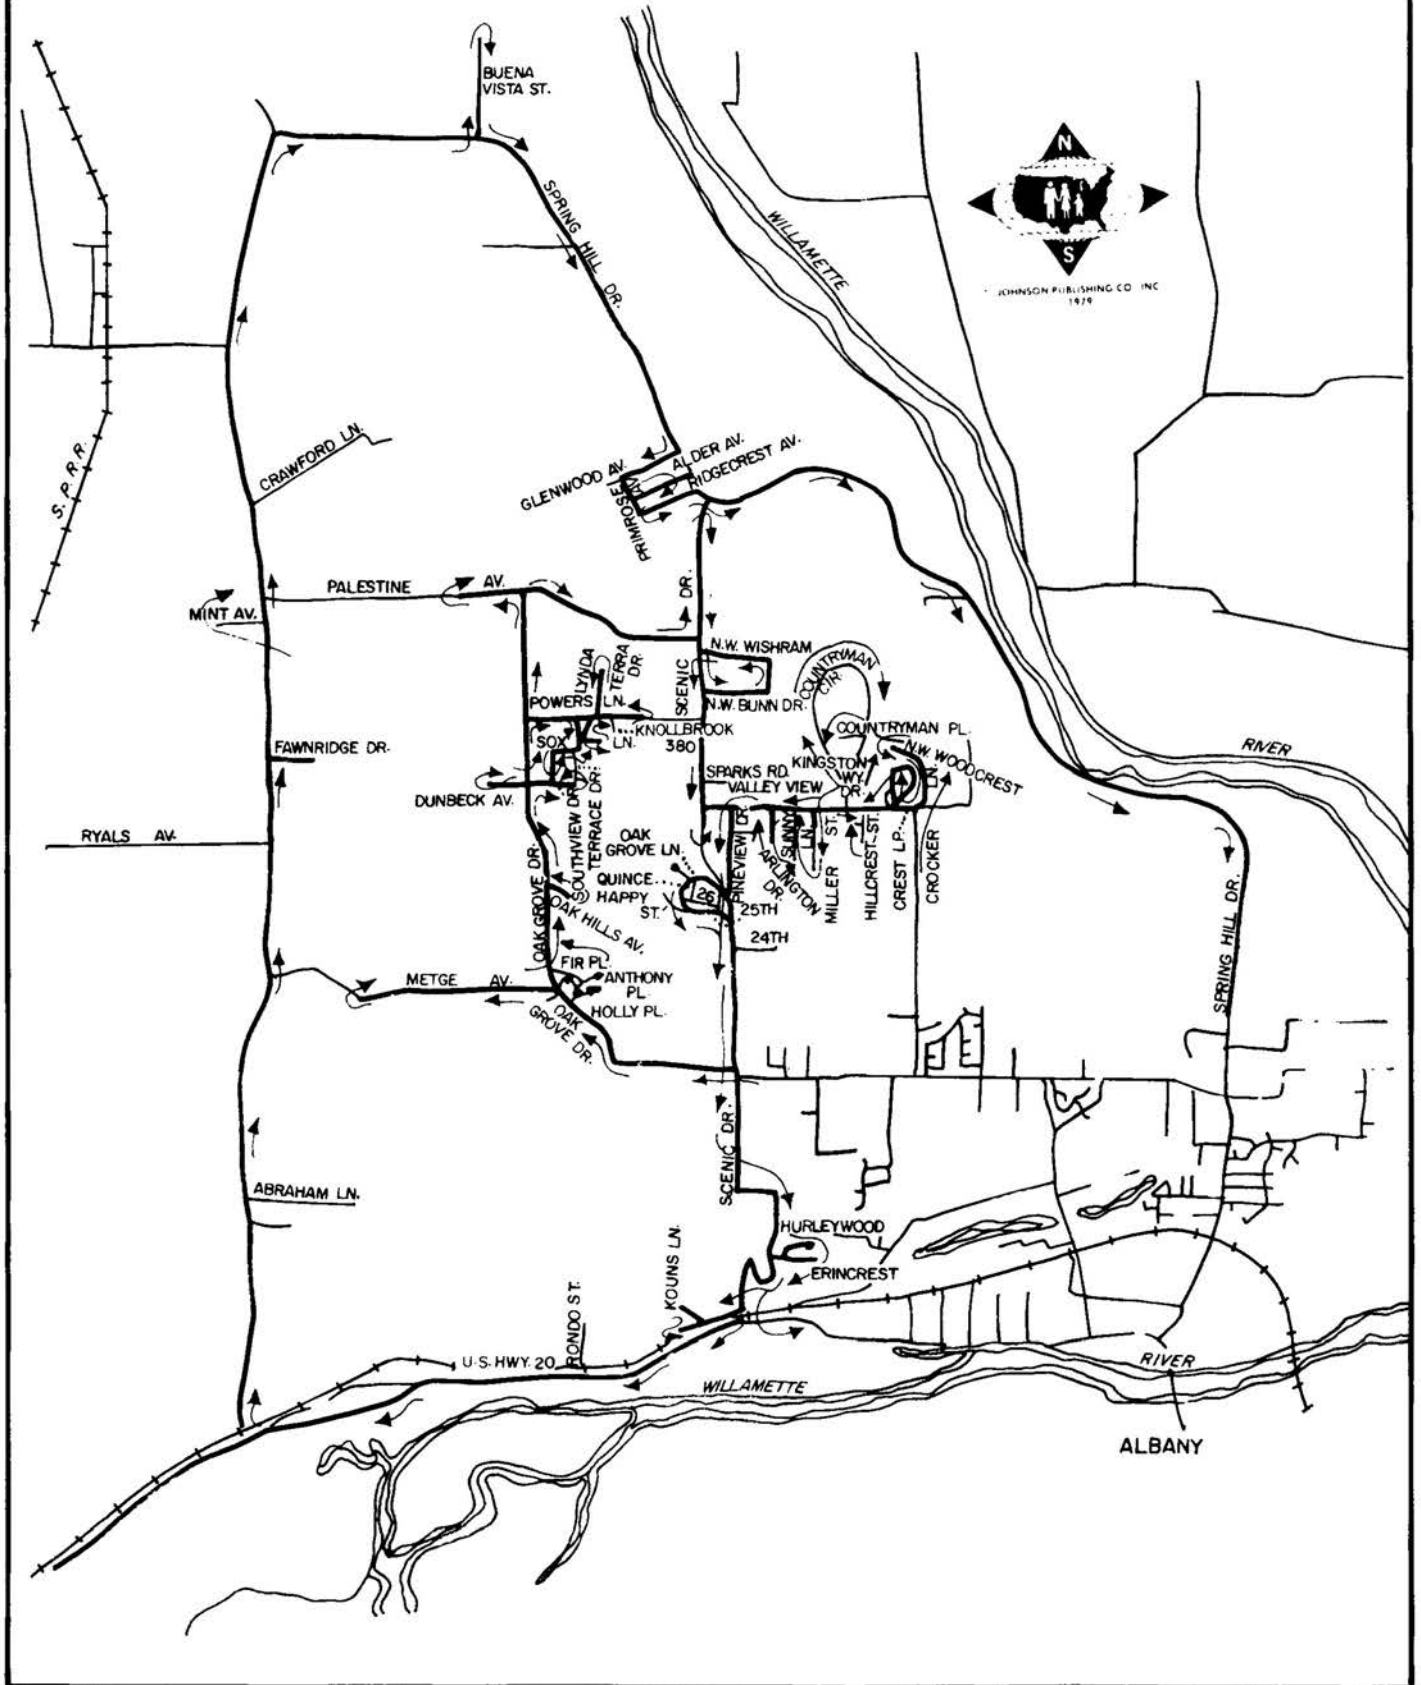 BUENA
VISTA ST.
N
S
JOHNSON PUBLISHING CO INC
1979
SPRING HILL DR.
WILLAMETTE
CRAWFORD LN.
S. P. R. R.
GLENWOOD AV.
ALDER AV.
RIDGECREST AV.
PRIMROSE AV.
PALESTINE AV.
MINT AV.
SCENIC DR.
N.W. WISHRAM
LYNDA
TERRA
DR.
COUNTRYMAN
CIR.
POWERS LN.
N.W. BUNN DR.
KNOLLBROOK
LN.
380
SOX
COUNTRYMAN PL.
N.W. WOODCREST
LN.
RIVER
FAWNRIDGE DR.
SPARKS RD.
KINGSTON
WY.
VALLEY VIEW
DR.
DUNBECK AV.
RYALS AV.
OAK
GROVE LN.
SOUTHVIEW DR.
TERRACE DR.
PINEVIEW DR.
SUNNY
LN.
ARLINGTON
DR.
MILLER ST.
HILLCREST ST.
CREST LP.
CROCKER
QUINCE
HAPPY
ST.
26
25TH
24TH
OAK GROVE DR.
OAK HILLS AV.
SPRING HILL DR.
FIR PL.
METGE AV.
ANTHONY
PL.
HOLLY PL.
OAK
GROVE DR.
SCENIC DR.
ABRAHAM LN.
HURLEYWOOD
ERINCREST
KOUNS LN.
RONDO ST.
U.S. HWY. 20
WILLAMETTE
RIVER
ALBANY